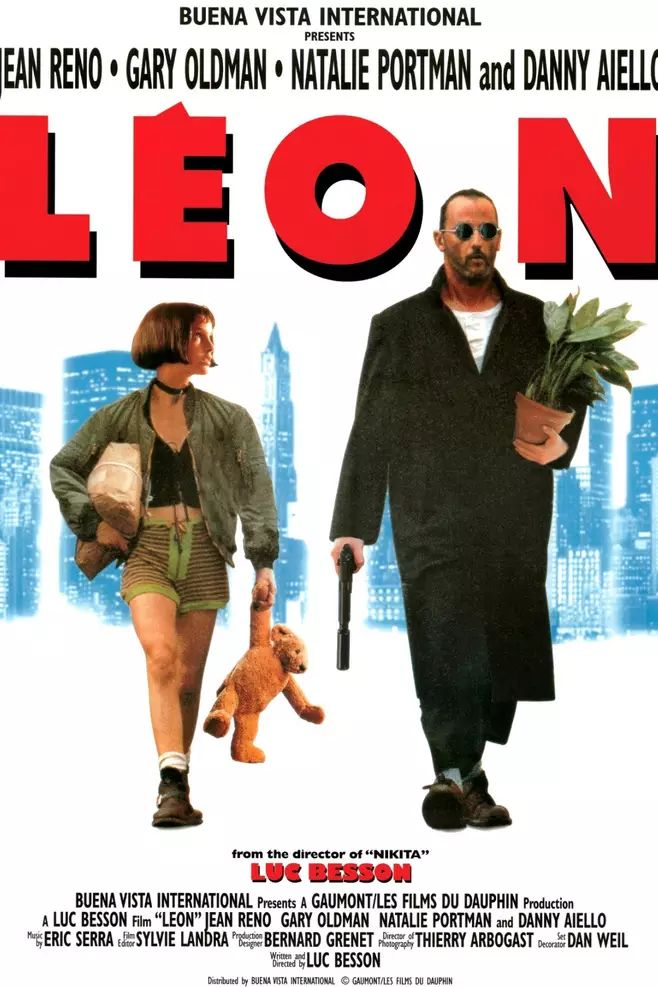 BUENA VISTA INTERNATIONAL
PRESENTS
JEAN RENO • GARY OLDMAN • NATALIE PORTMAN and DANNY AIELLO
LÉON
from the director of "NIKITA"
LUC BESSON
BUENA VISTA INTERNATIONAL Presents A GAUMONT/LES FILMS DU DAUPHIN Production
A LUC BESSON Film "LEON" JEAN RENO GARY OLDMAN NATALIE PORTMAN and DANNY AIELLO
Music by ERIC SERRA Film Editor SYLVIE LANDRA Production Designer BERNARD GRENET Director of Photography THIERRY ARBOGAST Set Decorator DAN WEIL
Written and Directed by LUC BESSON
Distributed by BUENA VISTA INTERNATIONAL © GAUMONT/LES FILMS DU DAUPHIN